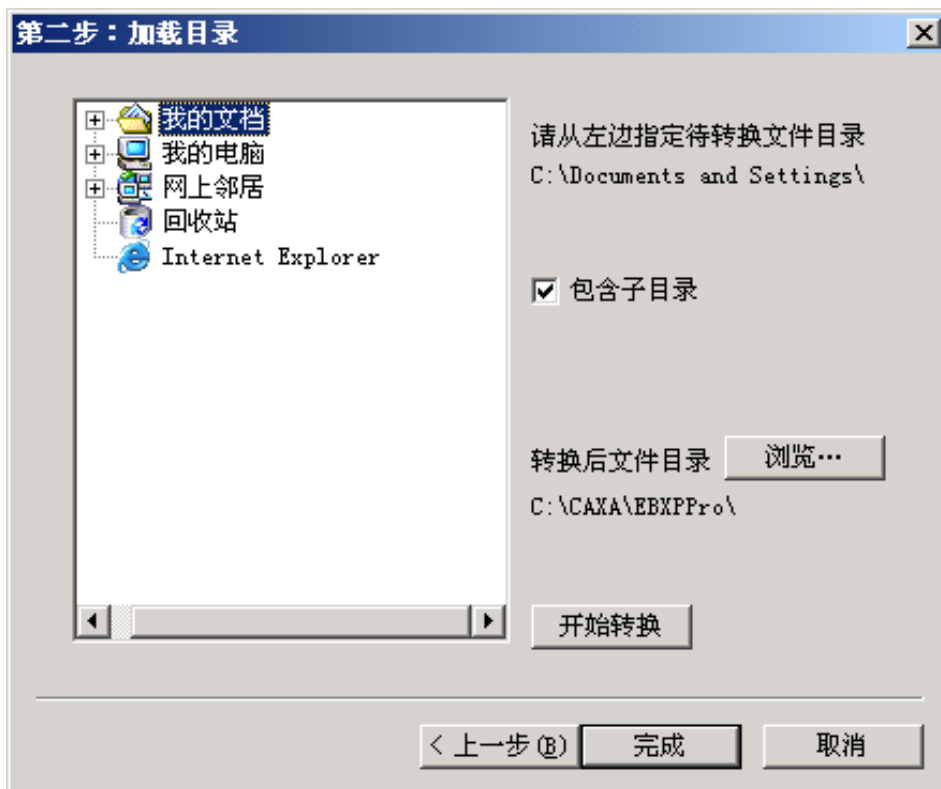 第二步：加载目录
我的文档
我的电脑
网上邻居
回收站
Internet Explorer
请从左边指定待转换文件目录
C:\Documents and Settings\
包含子目录
转换后文件目录
浏览…
C:\CAXA\EBXPPro\
开始转换
< 上一步(B)
完成
取消